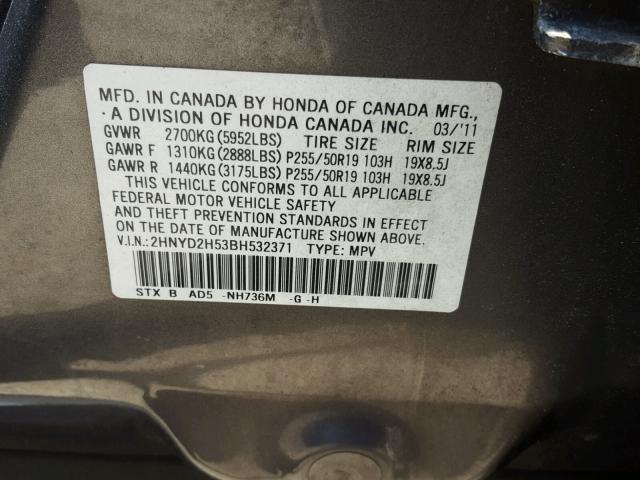 MFD. IN CANADA BY HONDA OF CANADA MFG.,
·A DIVISION OF HONDA CANADA INC. 03/'11
GVWR 2700KG(5952LBS) TIRE SIZE RIM SIZE
GAWR F 1310KG(2888LBS) P255/50R19 103H 19X8.5J
GAWR R 1440KG(3175LBS) P255/50R19 103H 19X8.5J
THIS VEHICLE CONFORMS TO ALL APPLICABLE
FEDERAL MOTOR VEHICLE SAFETY
AND THEFT PREVENTION STANDARDS IN EFFECT
ON THE DATE OF MANUFACTURE SHOWN ABOVE.
V.I.N.:2HNYD2H53BH532371 TYPE: MPV
STX B AD5 -NH736M -G -H